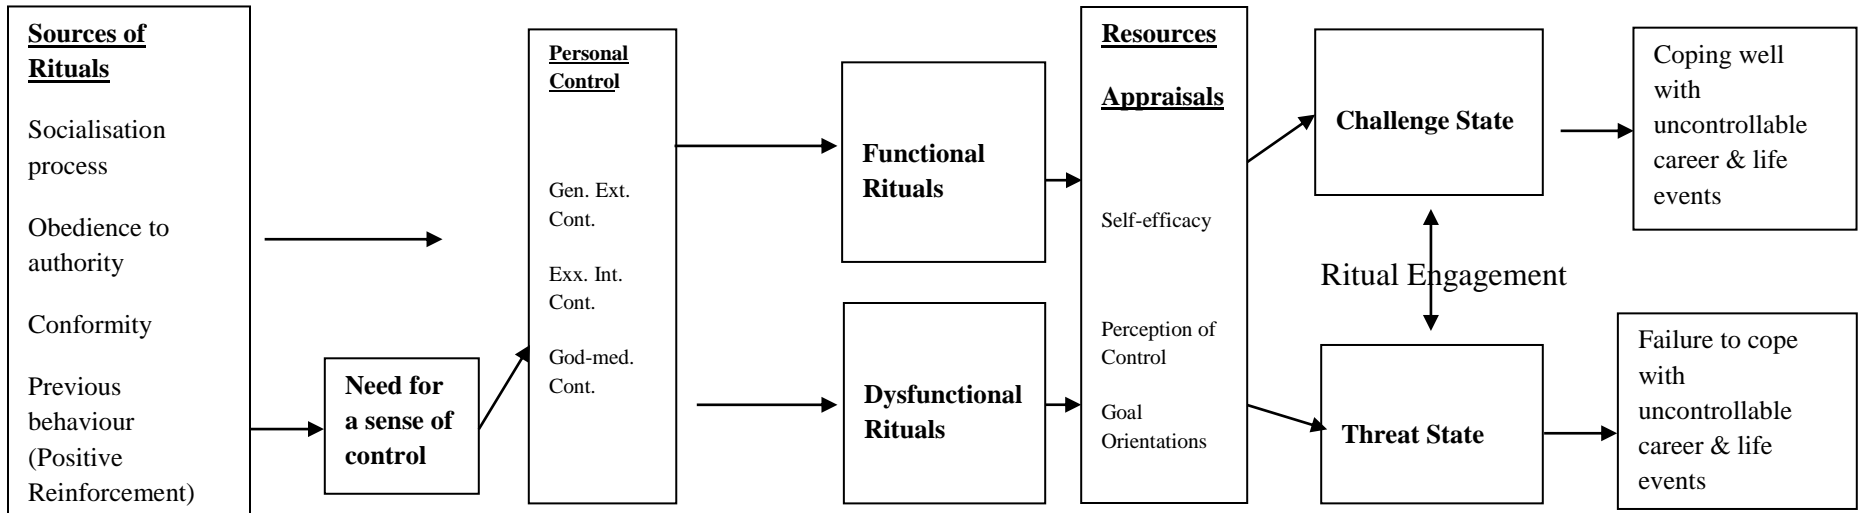 Sources of
Rituals
Socialisation
process
Obedience to
authority
Conformity
Previous
behaviour
(Positive
Reinforcement)
Need for
a sense of
control
Personal
Control
Gen. Ext.
Cont.
Exx. Int.
Cont.
God-med.
Cont.
Functional
Rituals
Dysfunctional
Rituals
Resources
Appraisals
Self-efficacy
Perception of
Control
Goal
Orientations
Challenge State
Ritual Engagement
Threat State
Coping well
with
uncontrollable
career & life
events
Failure to cope
with
uncontrollable
career & life
events